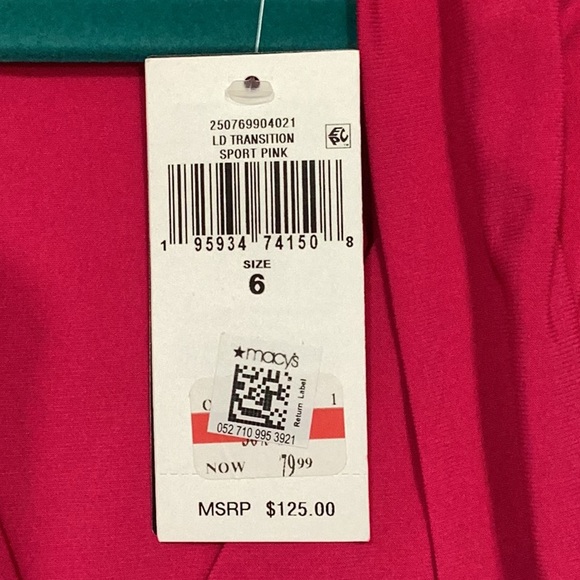 250769904021
LD TRANSITION
SPORT PINK
1 95934 74150 8
SIZE
6
★macy's
Return Label
052 710 995 3921
1
NOW 79.99
MSRP $125.00